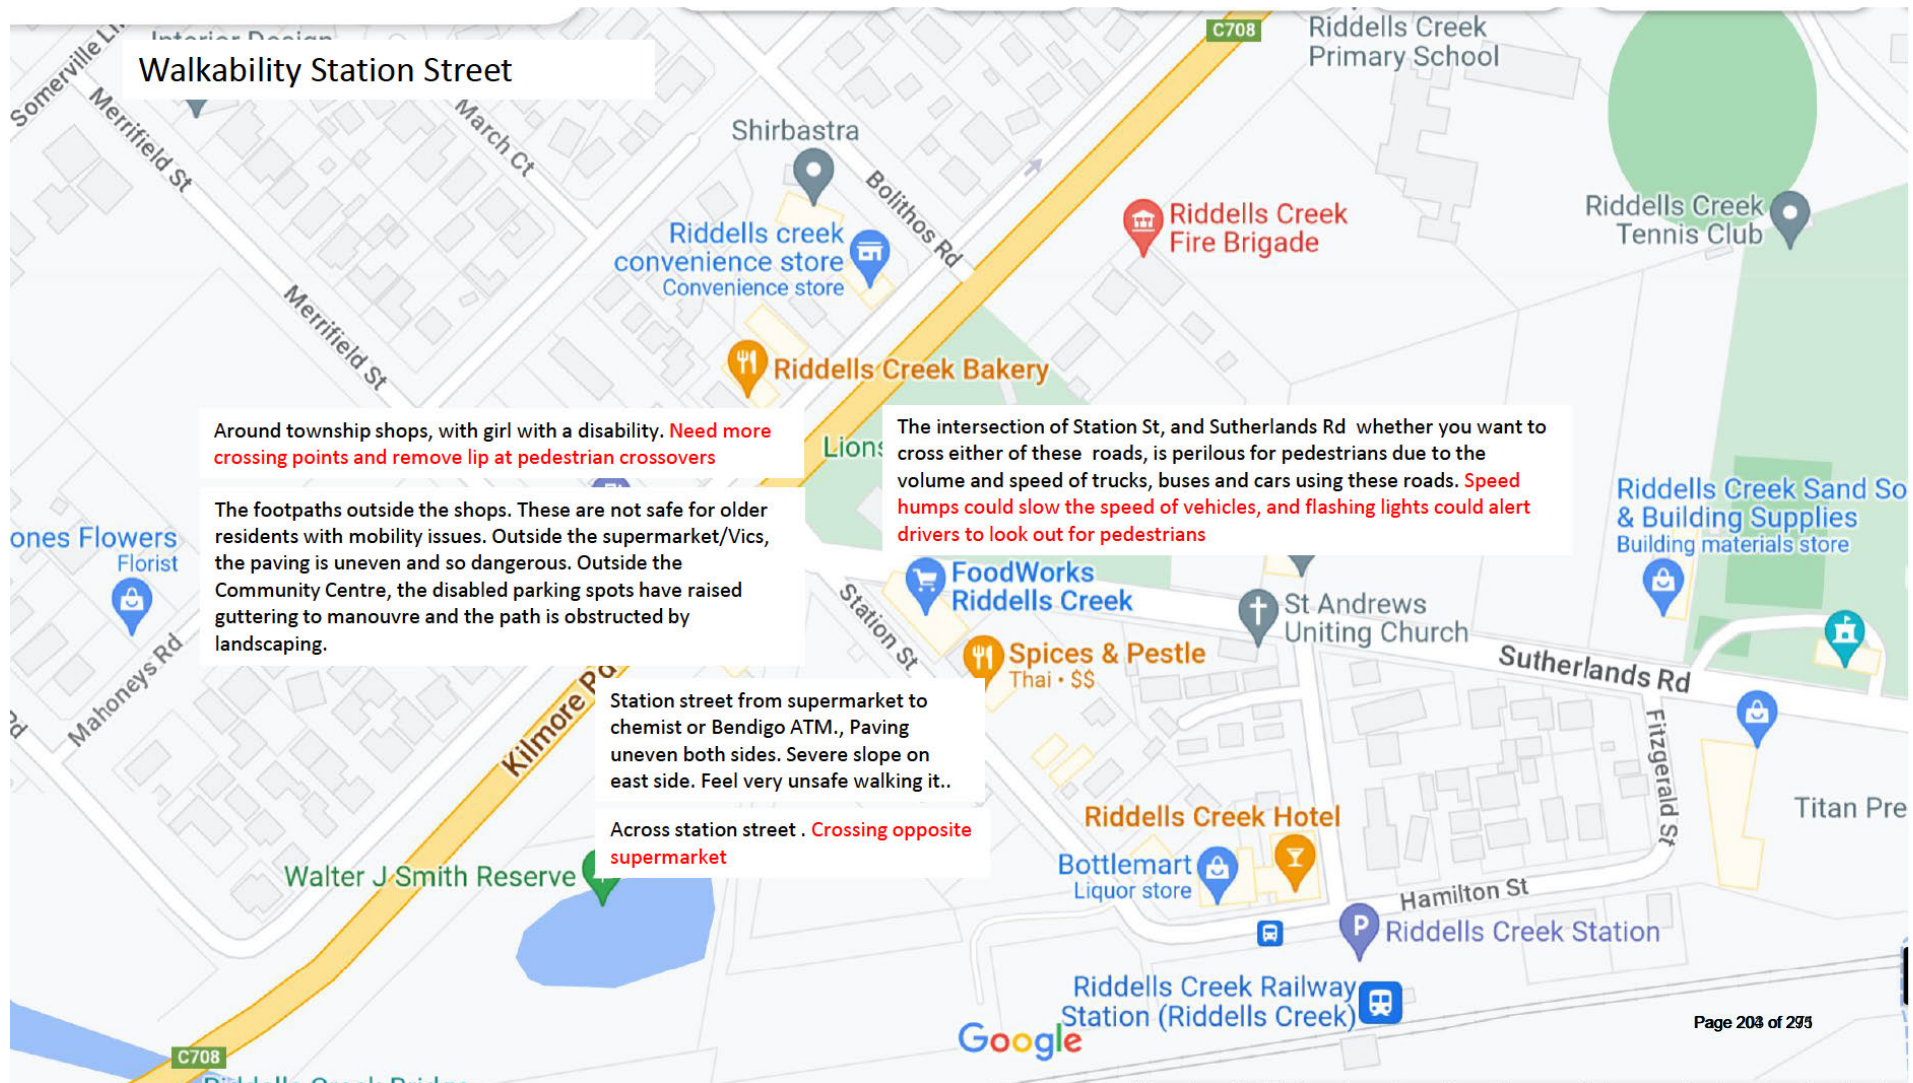 C708
Riddells Creek
Primary School
Somerville
Interior Design
Walkability Station Street
Merrifield St
March Ct
Shirbastra
Bolithos Rd
Riddells Creek
Fire Brigade
Riddells Creek
Tennis Club
Riddells creek
convenience store
Convenience store
Merrifield St
Riddells Creek Bakery
Around township shops, with girl with a disability. Need more
crossing points and remove lip at pedestrian crossovers
Lions
The intersection of Station St, and Sutherlands Rd whether you want to
cross either of these roads, is perilous for pedestrians due to the
volume and speed of trucks, buses and cars using these roads. Speed
humps could slow the speed of vehicles, and flashing lights could alert
drivers to look out for pedestrians
The footpaths outside the shops. These are not safe for older
residents with mobility issues. Outside the supermarket/Vics,
the paving is uneven and so dangerous. Outside the
Community Centre, the disabled parking spots have raised
guttering to manouvre and the path is obstructed by
landscaping.
ones Flowers
Florist
Riddells Creek Sand So
& Building Supplies
Building materials store
FoodWorks
Riddells Creek
Station St
St Andrews
Uniting Church
Spices & Pestle
Thai • $$
Sutherlands Rd
Mahoneys Rd
Rd
Kilmore Rd
Station street from supermarket to
chemist or Bendigo ATM., Paving
uneven both sides. Severe slope on
east side. Feel very unsafe walking it..
Fitzgerald St
Titan Pre
Across station street . Crossing opposite
supermarket
Riddells Creek Hotel
Bottlemart
Liquor store
Walter J Smith Reserve
Hamilton St
P
Riddells Creek Station
Riddells Creek Railway
Station (Riddells Creek)
Google
Page of
C708
Riddells Creek Bridge